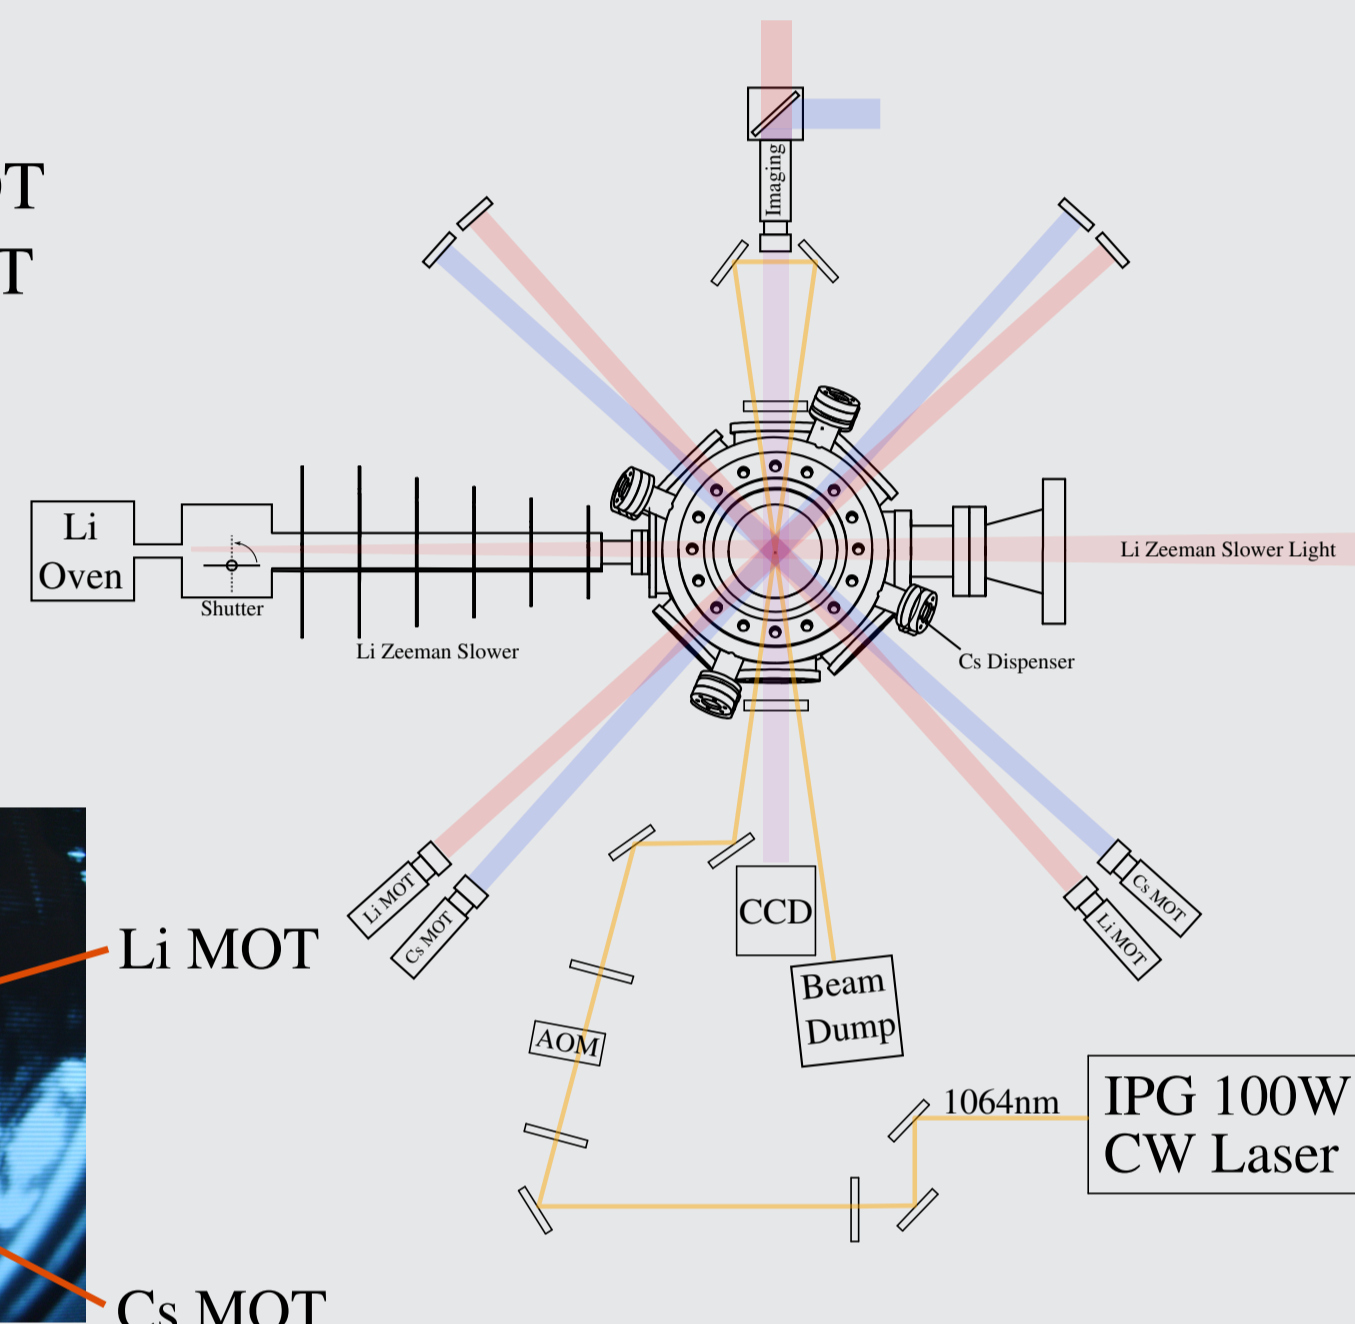 Imaging
Li
Oven
Shutter
Li Zeeman Slower
Li Zeeman Slower Light
Cs Dispenser
Li MOT
Cs MOT
Cs MOT
Li MOT
CCD
Beam
Dump
AOM
1064nm
IPG 100W
CW Laser
Li MOT
Cs MOT